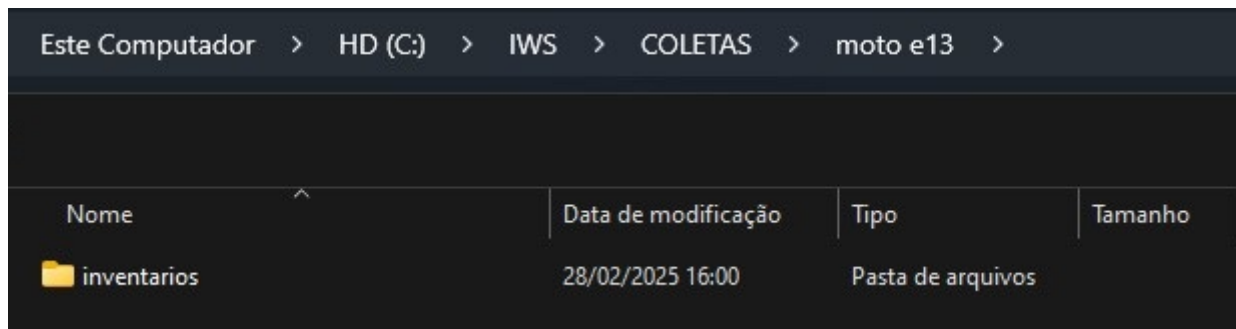 Este Computador > HD (C:) > IWS > COLETAS > moto e13 >
Nome Data de modificação Tipo Tamanho
inventarios 28/02/2025 16:00 Pasta de arquivos